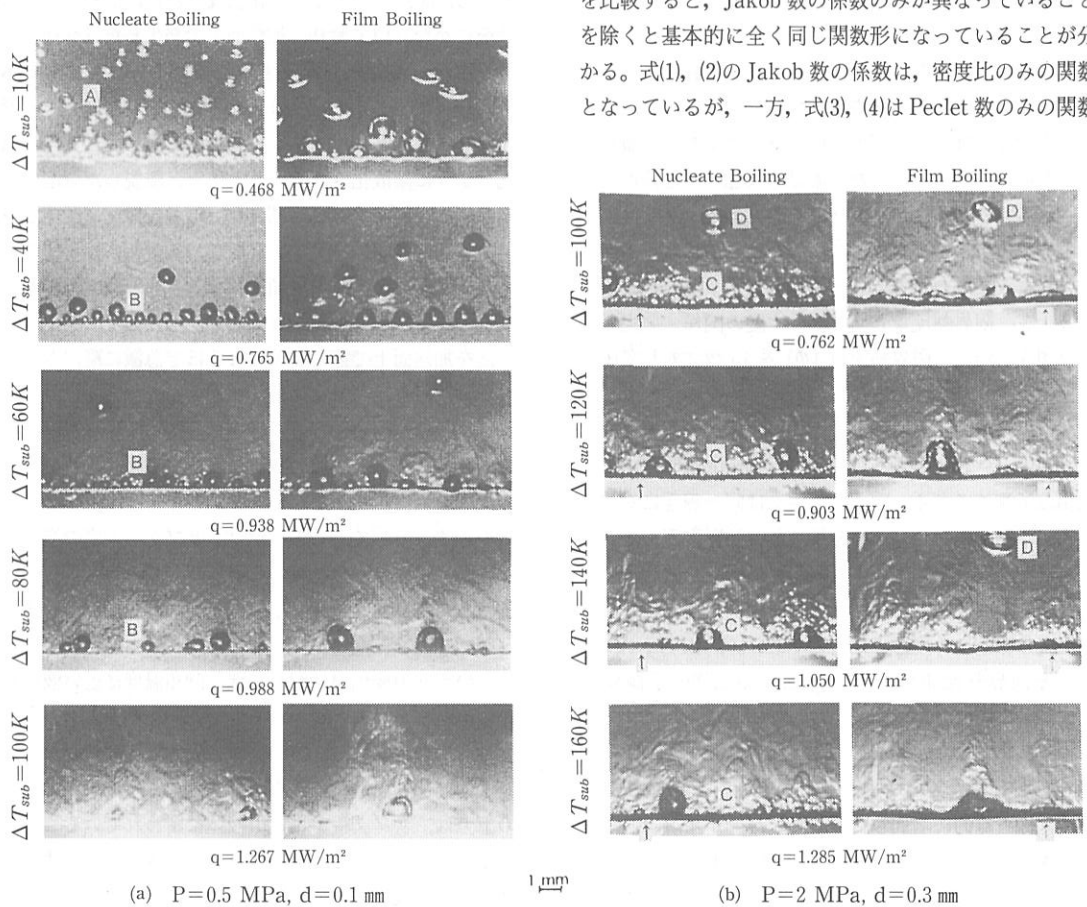 を比較すると，Jakob 数の係数のみが異なっていること
を除くと基本的に全く同じ関数形になっていることが分
かる。式(1)，(2)の Jakob 数の係数は，密度比のみの関数
となっているが，一方，式(3)，(4)は Peclet 数のみの関数
Nucleate Boiling
Film Boiling
ΔT_sub=10K
A
q=0.468 MW/m²
ΔT_sub=40K
B
q=0.765 MW/m²
ΔT_sub=60K
B
q=0.938 MW/m²
ΔT_sub=80K
B
q=0.988 MW/m²
ΔT_sub=100K
q=1.267 MW/m²
(a) P=0.5 MPa, d=0.1 mm
1 mm
Nucleate Boiling
Film Boiling
ΔT_sub=100K
D
D
C
↑
↑
q=0.762 MW/m²
ΔT_sub=120K
C
↑
↑
q=0.903 MW/m²
ΔT_sub=140K
D
C
↑
↑
q=1.050 MW/m²
ΔT_sub=160K
C
↑
↑
q=1.285 MW/m²
(b) P=2 MPa, d=0.3 mm